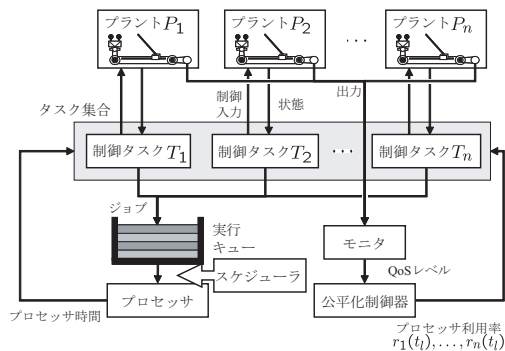 プラントP1
プラントP2
・・・
プラントPn
制御
入力
状態
出力
タスク集合
制御タスクT1
制御タスクT2
・・・
制御タスクTn
ジョブ
実行
キュー
モニタ
スケジューラ
QoSレベル
プロセッサ
公平化制御器
プロセッサ時間
プロセッサ利用率
r1(tl),...,rn(tl)